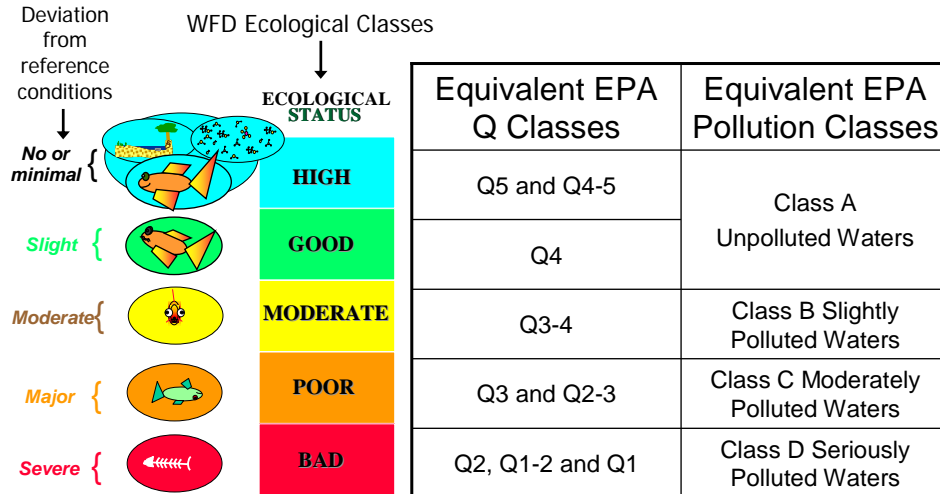 Deviation
from
reference
conditions
WFD Ecological Classes
ECOLOGICAL
STATUS
Equivalent EPA
Q Classes
Equivalent EPA
Pollution Classes
No or
minimal {
HIGH
Q5 and Q4-5
Class A
Unpolluted Waters
Slight {
GOOD
Q4
Moderate {
MODERATE
Q3-4
Class B Slightly
Polluted Waters
Major {
POOR
Q3 and Q2-3
Class C Moderately
Polluted Waters
Severe {
BAD
Q2, Q1-2 and Q1
Class D Seriously
Polluted Waters